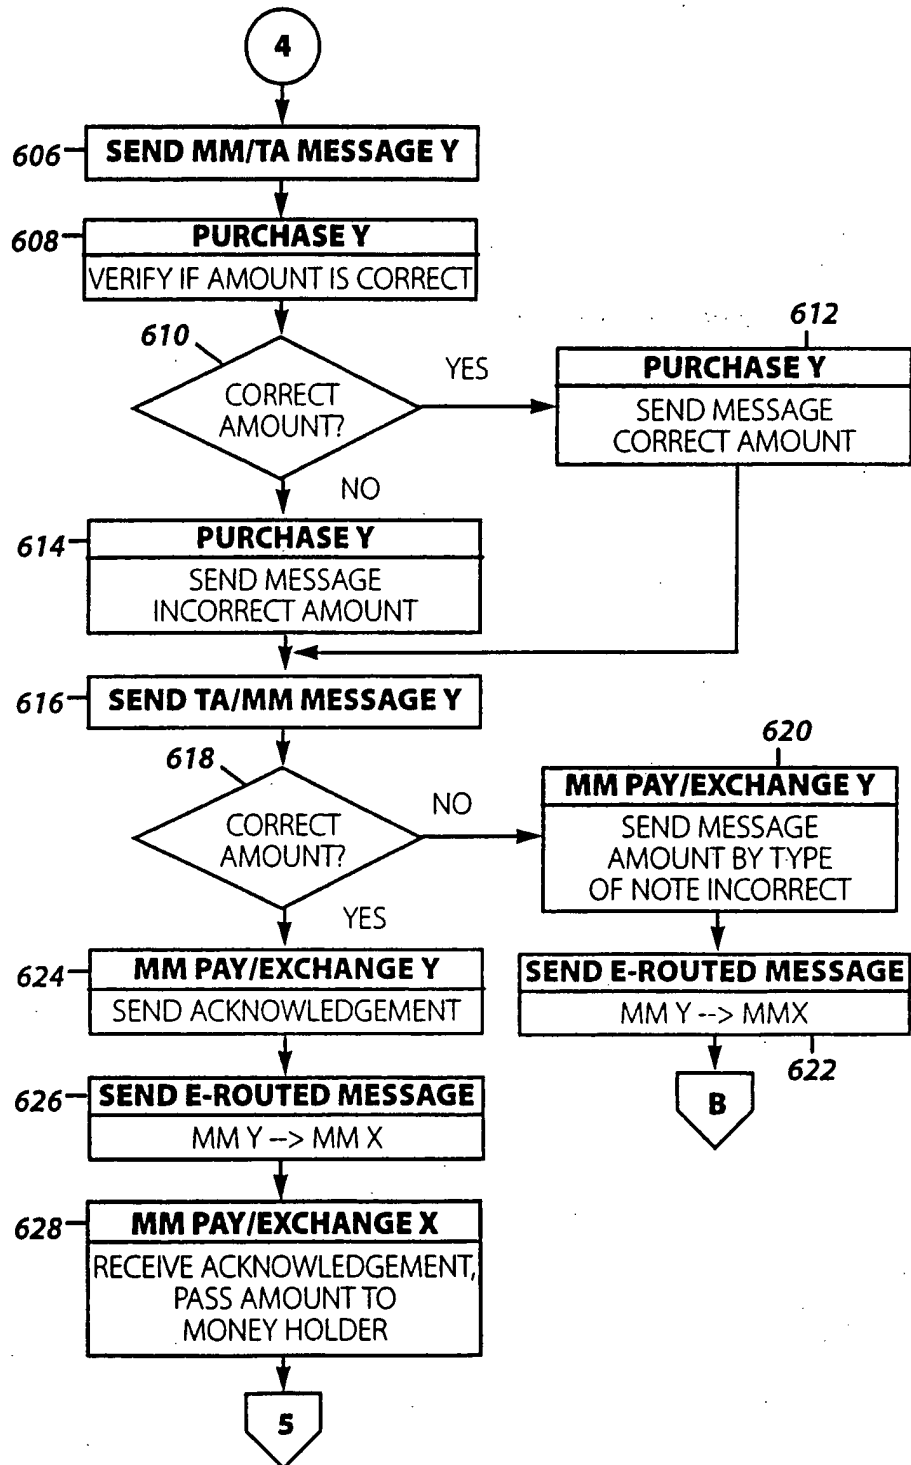 4
606
SEND MM/TA MESSAGE Y
608
PURCHASE Y
VERIFY IF AMOUNT IS CORRECT
610
CORRECT
AMOUNT?
YES
612
PURCHASE Y
SEND MESSAGE
CORRECT AMOUNT
NO
614
PURCHASE Y
SEND MESSAGE
INCORRECT AMOUNT
616
SEND TA/MM MESSAGE Y
618
CORRECT
AMOUNT?
NO
620
MM PAY/EXCHANGE Y
SEND MESSAGE
AMOUNT BY TYPE
OF NOTE INCORRECT
YES
624
MM PAY/EXCHANGE Y
SEND ACKNOWLEDGEMENT
SEND E-ROUTED MESSAGE
MM Y --> MMX
622
B
626
SEND E-ROUTED MESSAGE
MM Y --> MM X
628
MM PAY/EXCHANGE X
RECEIVE ACKNOWLEDGEMENT,
PASS AMOUNT TO
MONEY HOLDER
5